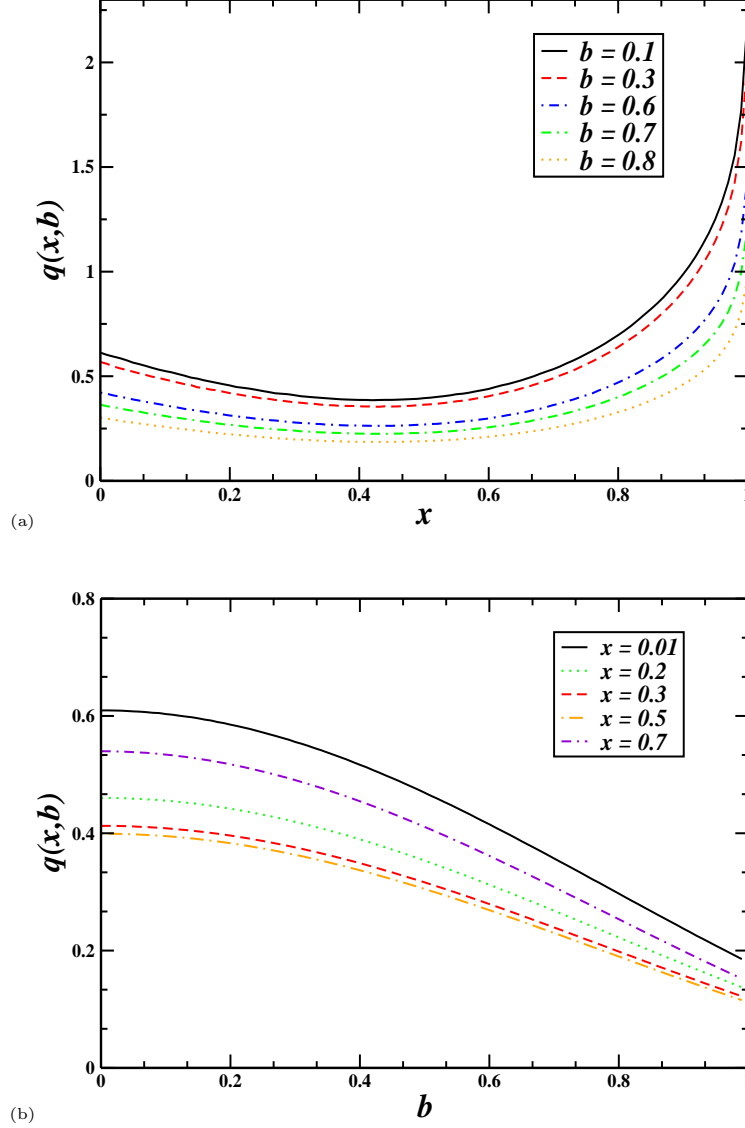 2
1.5
1
0.5
0
q(x,b)
b = 0.1
b = 0.3
b = 0.6
b = 0.7
b = 0.8
0 0.2 0.4 0.6 0.8
x
(a)
0.8
0.6
0.4
0.2
0
q(x,b)
x = 0.01
x = 0.2
x = 0.3
x = 0.5
x = 0.7
0 0.2 0.4 0.6 0.8
b
(b)